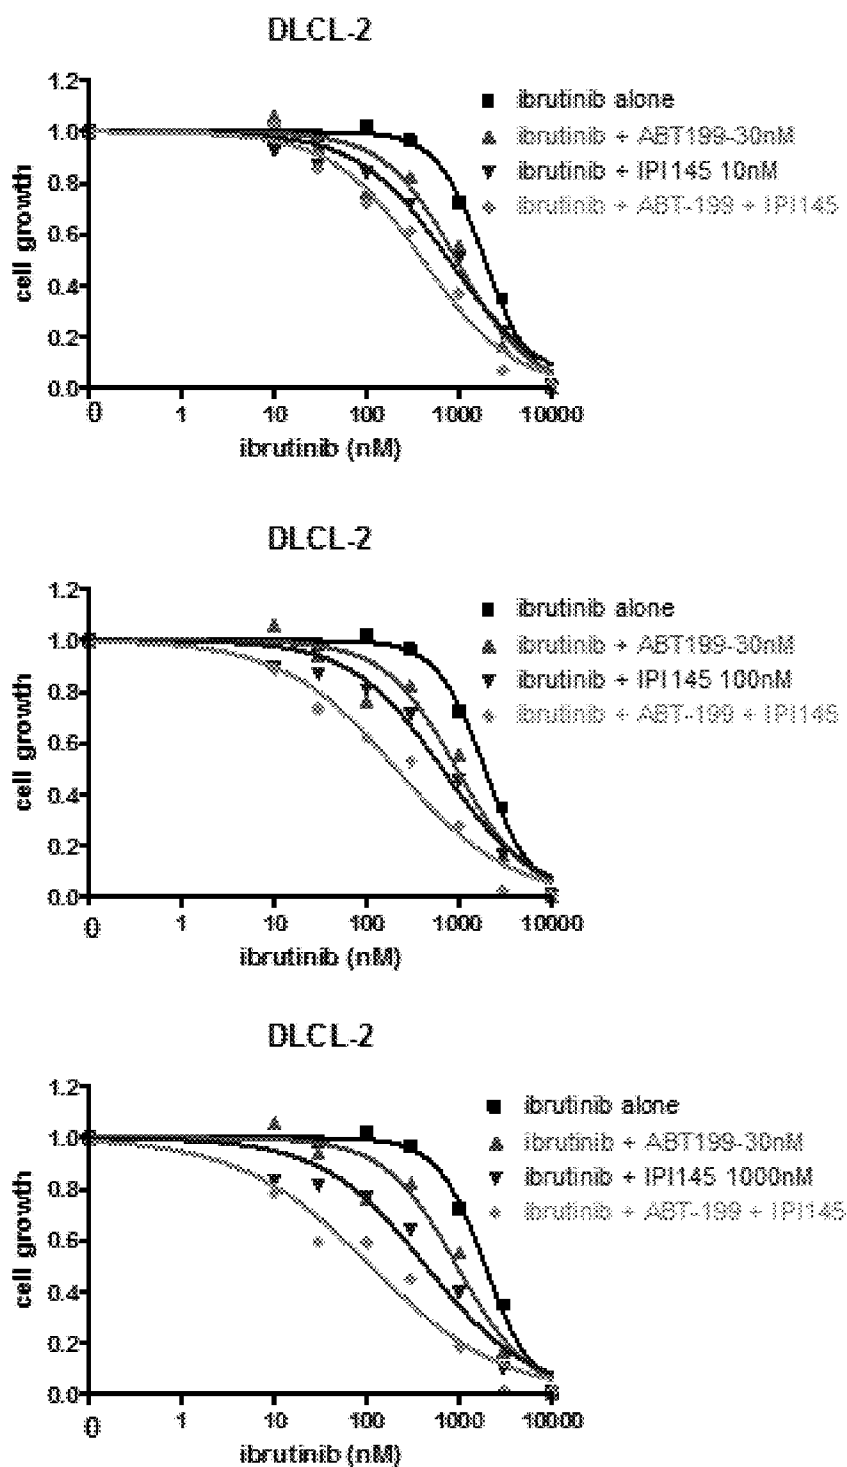 DLCL-2
1.2
1.0
0.8
0.6
0.4
0.2
0.0
cell growth
0 1 10 100 1000 10000
ibrutinib (nM)
ibrutinib alone
ibrutinib + ABT199-30nM
ibrutinib + IPI145 10nM
ibrutinib + ABT-199 + IPI145
DLCL-2
1.2
1.0
0.8
0.6
0.4
0.2
0.0
cell growth
0 1 10 100 1000 10000
ibrutinib (nM)
ibrutinib alone
ibrutinib + ABT199-30nM
ibrutinib + IPI145 100nM
ibrutinib + ABT-199 + IPI145
DLCL-2
1.2
1.0
0.8
0.6
0.4
0.2
0.0
cell growth
0 1 10 100 1000 10000
ibrutinib (nM)
ibrutinib alone
ibrutinib + ABT199-30nM
ibrutinib + IPI145 1000nM
ibrutinib + ABT-199 + IPI145